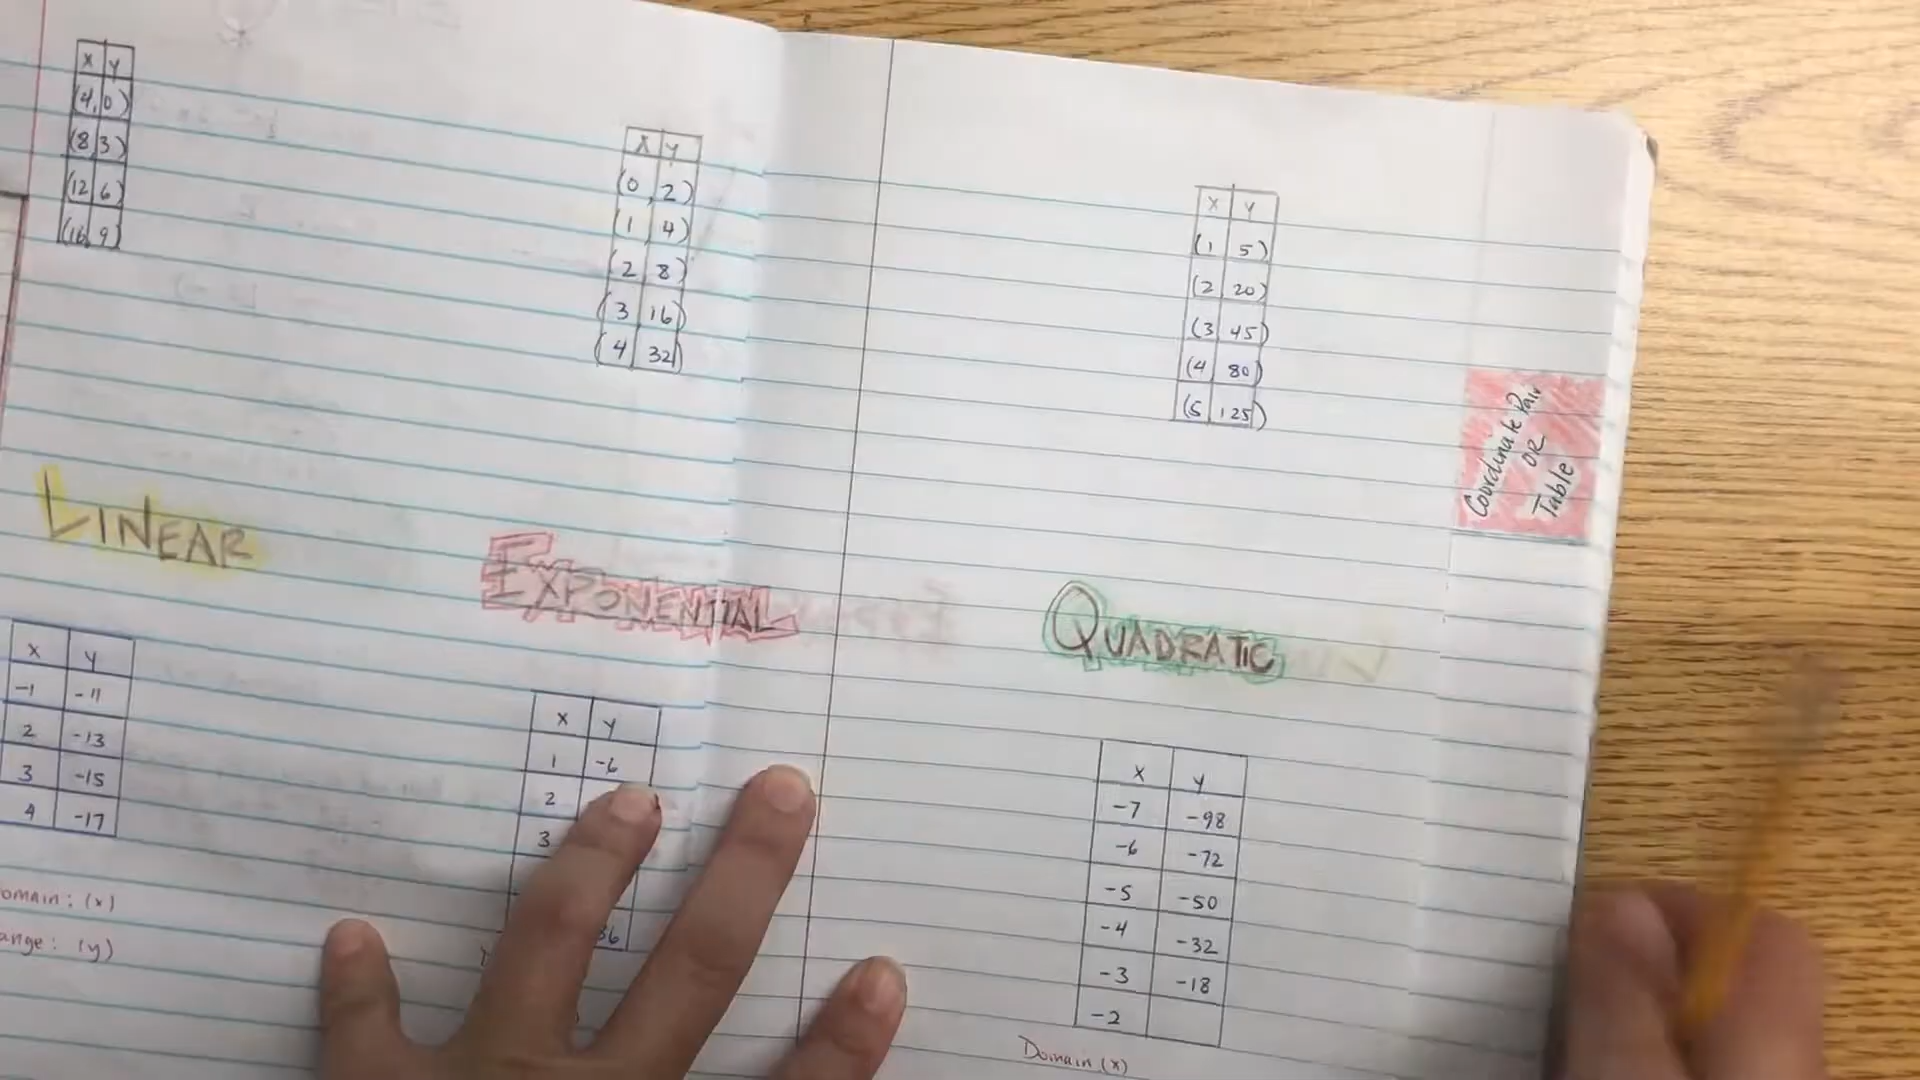 x y
(4,0)
(8 3)
(12 6)
(16 9)
x y
(0, 2)
(1 4)
(2 8)
(3 16)
(4 32)
x y
(1 5)
(2 20)
(3 45)
(4 80)
(5 125)
Coordinate Pair
OR
Table
LINEAR
EXPONENTIAL
QUADRATIC
x y
-1 -11
2 -13
3 -15
4 -17
omain: (x)
ange: (y)
x y
1 -6
2
3
36
x y
-7 -98
-6 -72
-5 -50
-4 -32
-3 -18
-2
Domain (x)